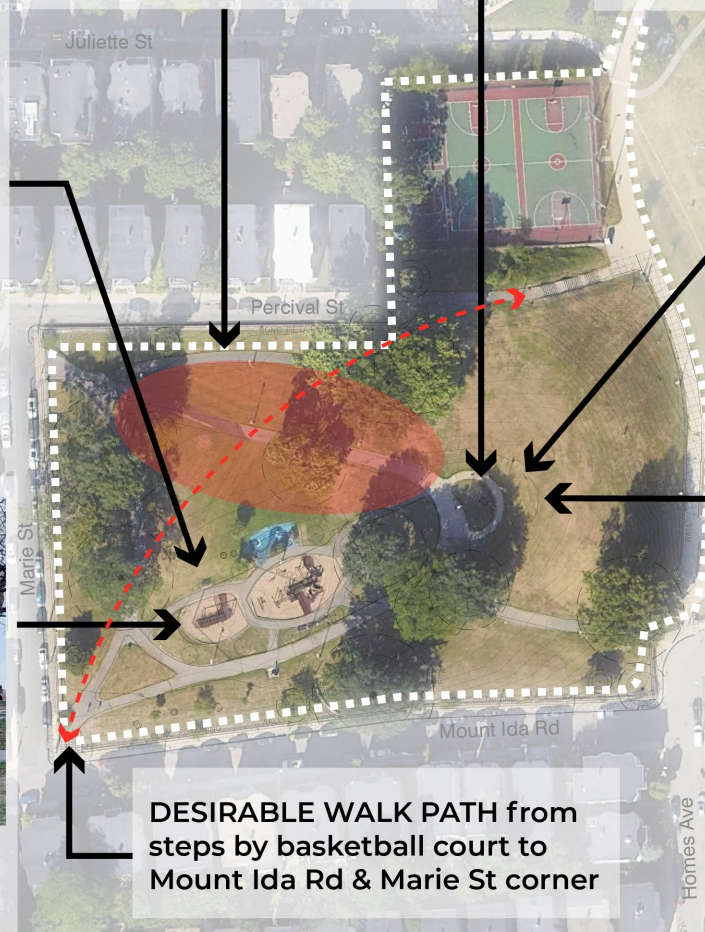 Juliette St
Percival St
Marie St
Mount Ida Rd
Homes Ave
DESIRABLE WALK PATH from
steps by basketball court to
Mount Ida Rd & Marie St corner